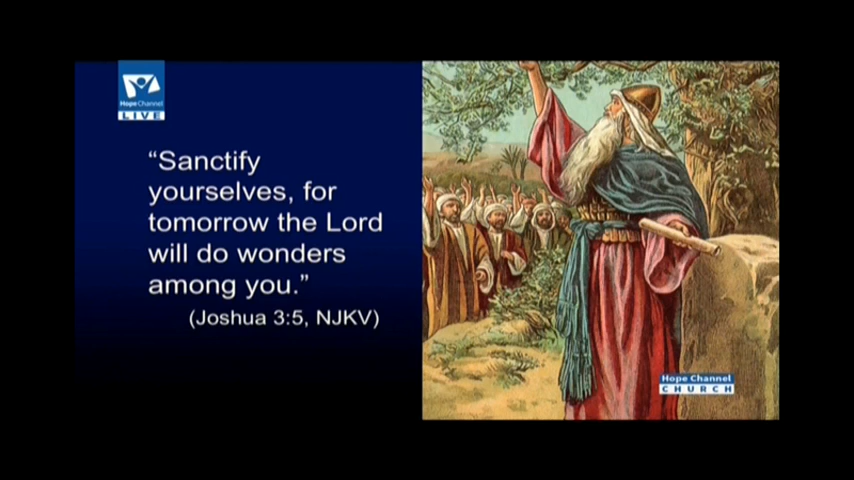 Hope Channel
LIVE
“Sanctify
yourselves, for
tomorrow the Lord
will do wonders
among you.”
(Joshua 3:5, NJKV)
Hope Channel
CHURCH